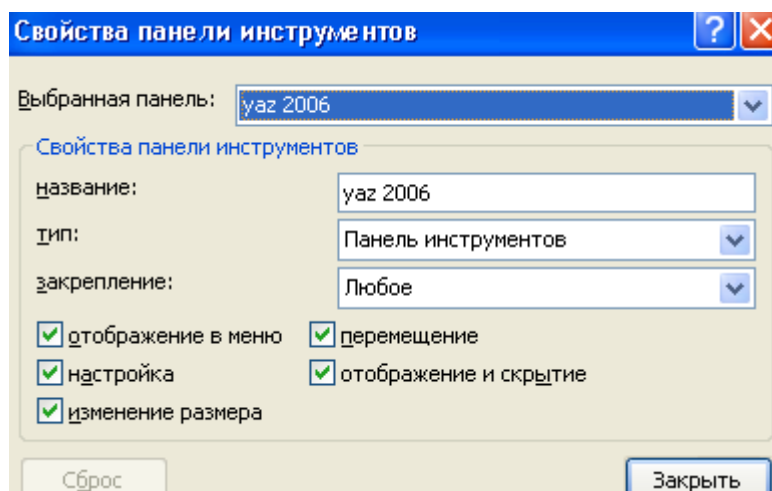 Свойства панели инструментов
Выбранная панель: yaz 2006
Свойства панели инструментов
название: yaz 2006
тип: Панель инструментов
закрепление: Любое
отображение в меню перемещение
настройка отображение и скрытие
изменение размера
Сброс Закрыть